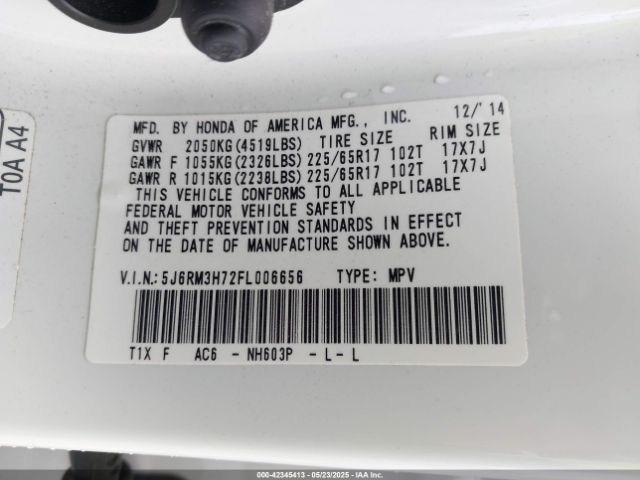 MFD. BY HONDA OF AMERICA MFG., INC. 12/'14
GVWR 2050KG(4519LBS) TIRE SIZE RIM SIZE
GAWR F 1055KG(2326LBS) 225/65R17 102T 17X7J
GAWR R 1015KG(2238LBS) 225/65R17 102T 17X7J
THIS VEHICLE CONFORMS TO ALL APPLICABLE
FEDERAL MOTOR VEHICLE SAFETY
AND THEFT PREVENTION STANDARDS IN EFFECT
ON THE DATE OF MANUFACTURE SHOWN ABOVE.
V.I.N.:5J6RM3H72FL006656 TYPE: MPV
T1X F AC6 - NH603P - L - L
T0A A4
000-42345413 - 05/23/2025 - IAA Inc.